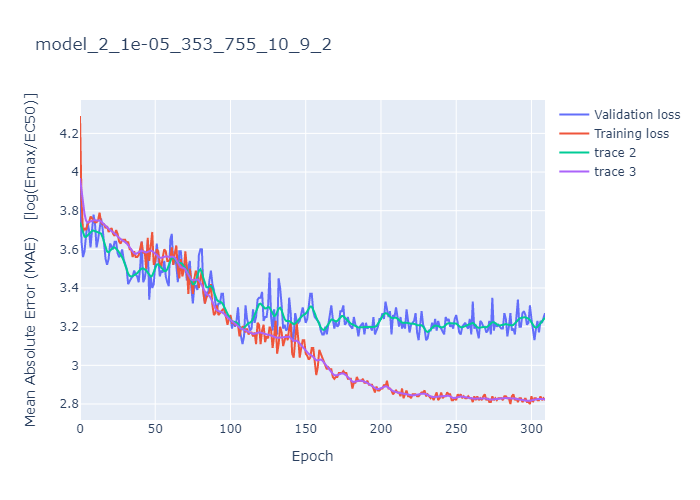 model_2_1e-05_353_755_10_9_2
Mean Absolute Error (MAE)   [log(Emax/EC50)]
4.2
4
3.8
3.6
3.4
3.2
3
2.8
0
50
100
150
200
250
300
Epoch
Validation loss
Training loss
trace 2
trace 3